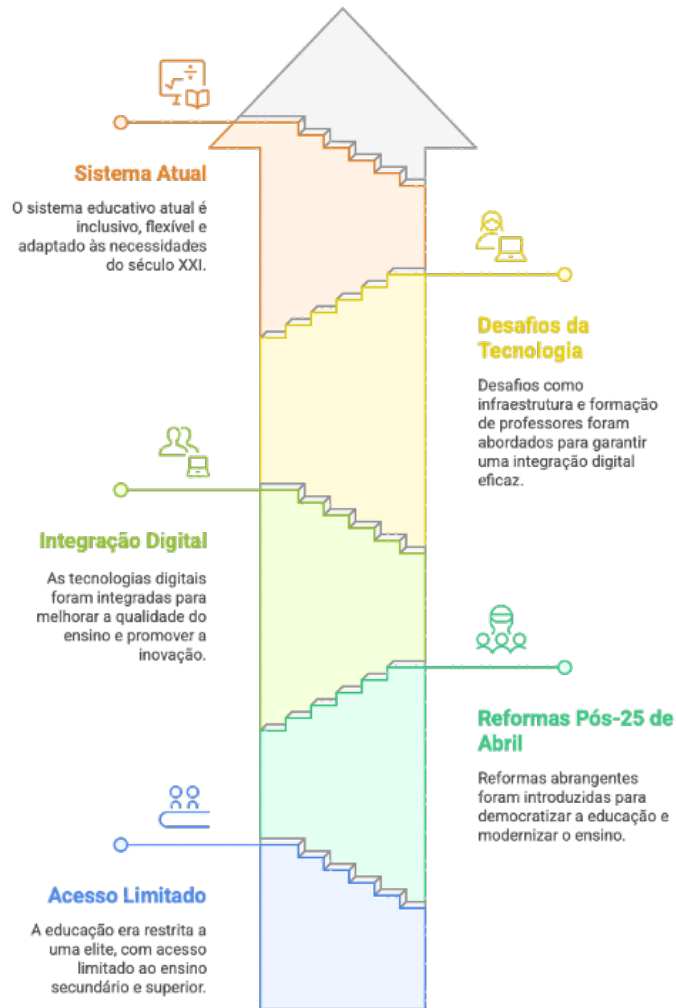 Sistema Atual
O sistema educativo atual é
inclusivo, flexível e
adaptado às necessidades
do século XXI.
Desafios da
Tecnologia
Desafios como
infraestrutura e formação
de professores foram
abordados para garantir
uma integração digital
eficaz.
Integração Digital
As tecnologias digitais
foram integradas para
melhorar a qualidade do
ensino e promover a
inovação.
Reformas Pós-25 de
Abril
Reformas abrangentes
foram introduzidas para
democratizar a educação e
modernizar o ensino.
Acesso Limitado
A educação era restrita a
uma elite, com acesso
limitado ao ensino
secundário e superior.